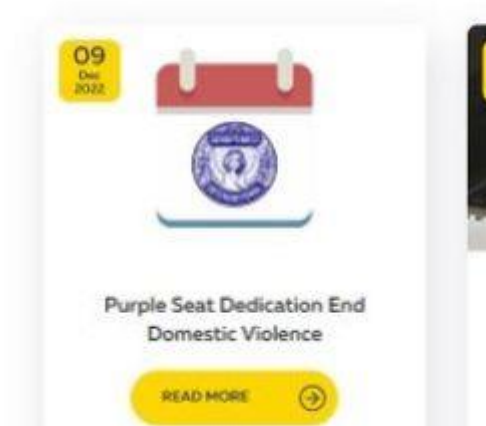 09
Dec
2022
Purple Seat Dedication End
Domestic Violence
READ MORE